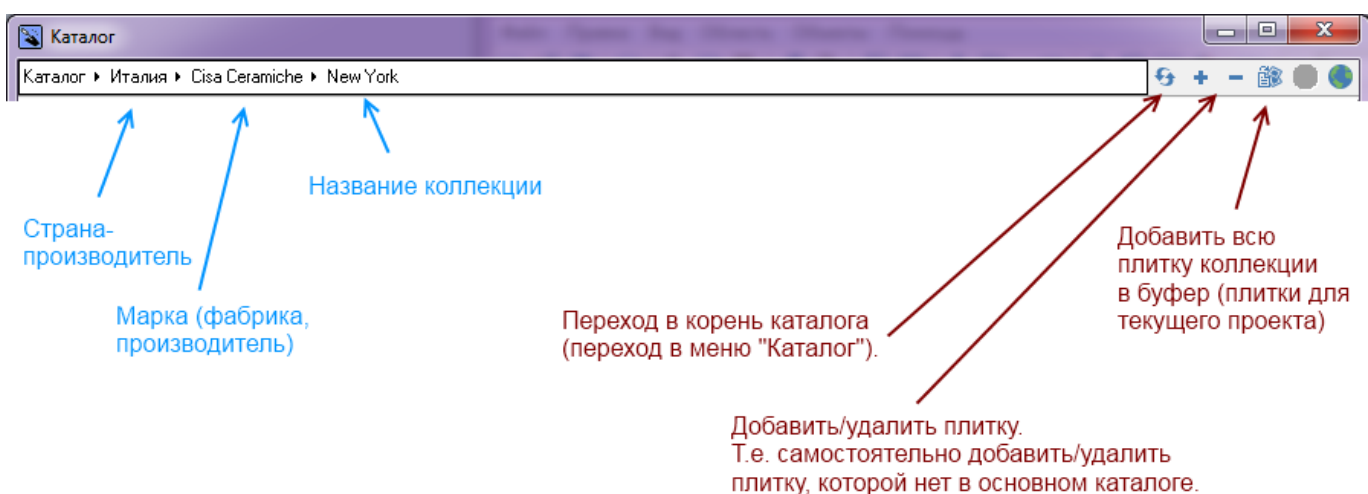 Каталог
Каталог ▸ Италия ▸ Cisa Ceramiche ▸ New York
Название коллекции
Страна-
производитель
Марка (фабрика,
производитель)
Переход в корень каталога
(переход в меню "Каталог").
Добавить всю
плитку коллекции
в буфер (плитки для
текущего проекта)
Добавить/удалить плитку.
Т.е. самостоятельно добавить/удалить
плитку, которой нет в основном каталоге.